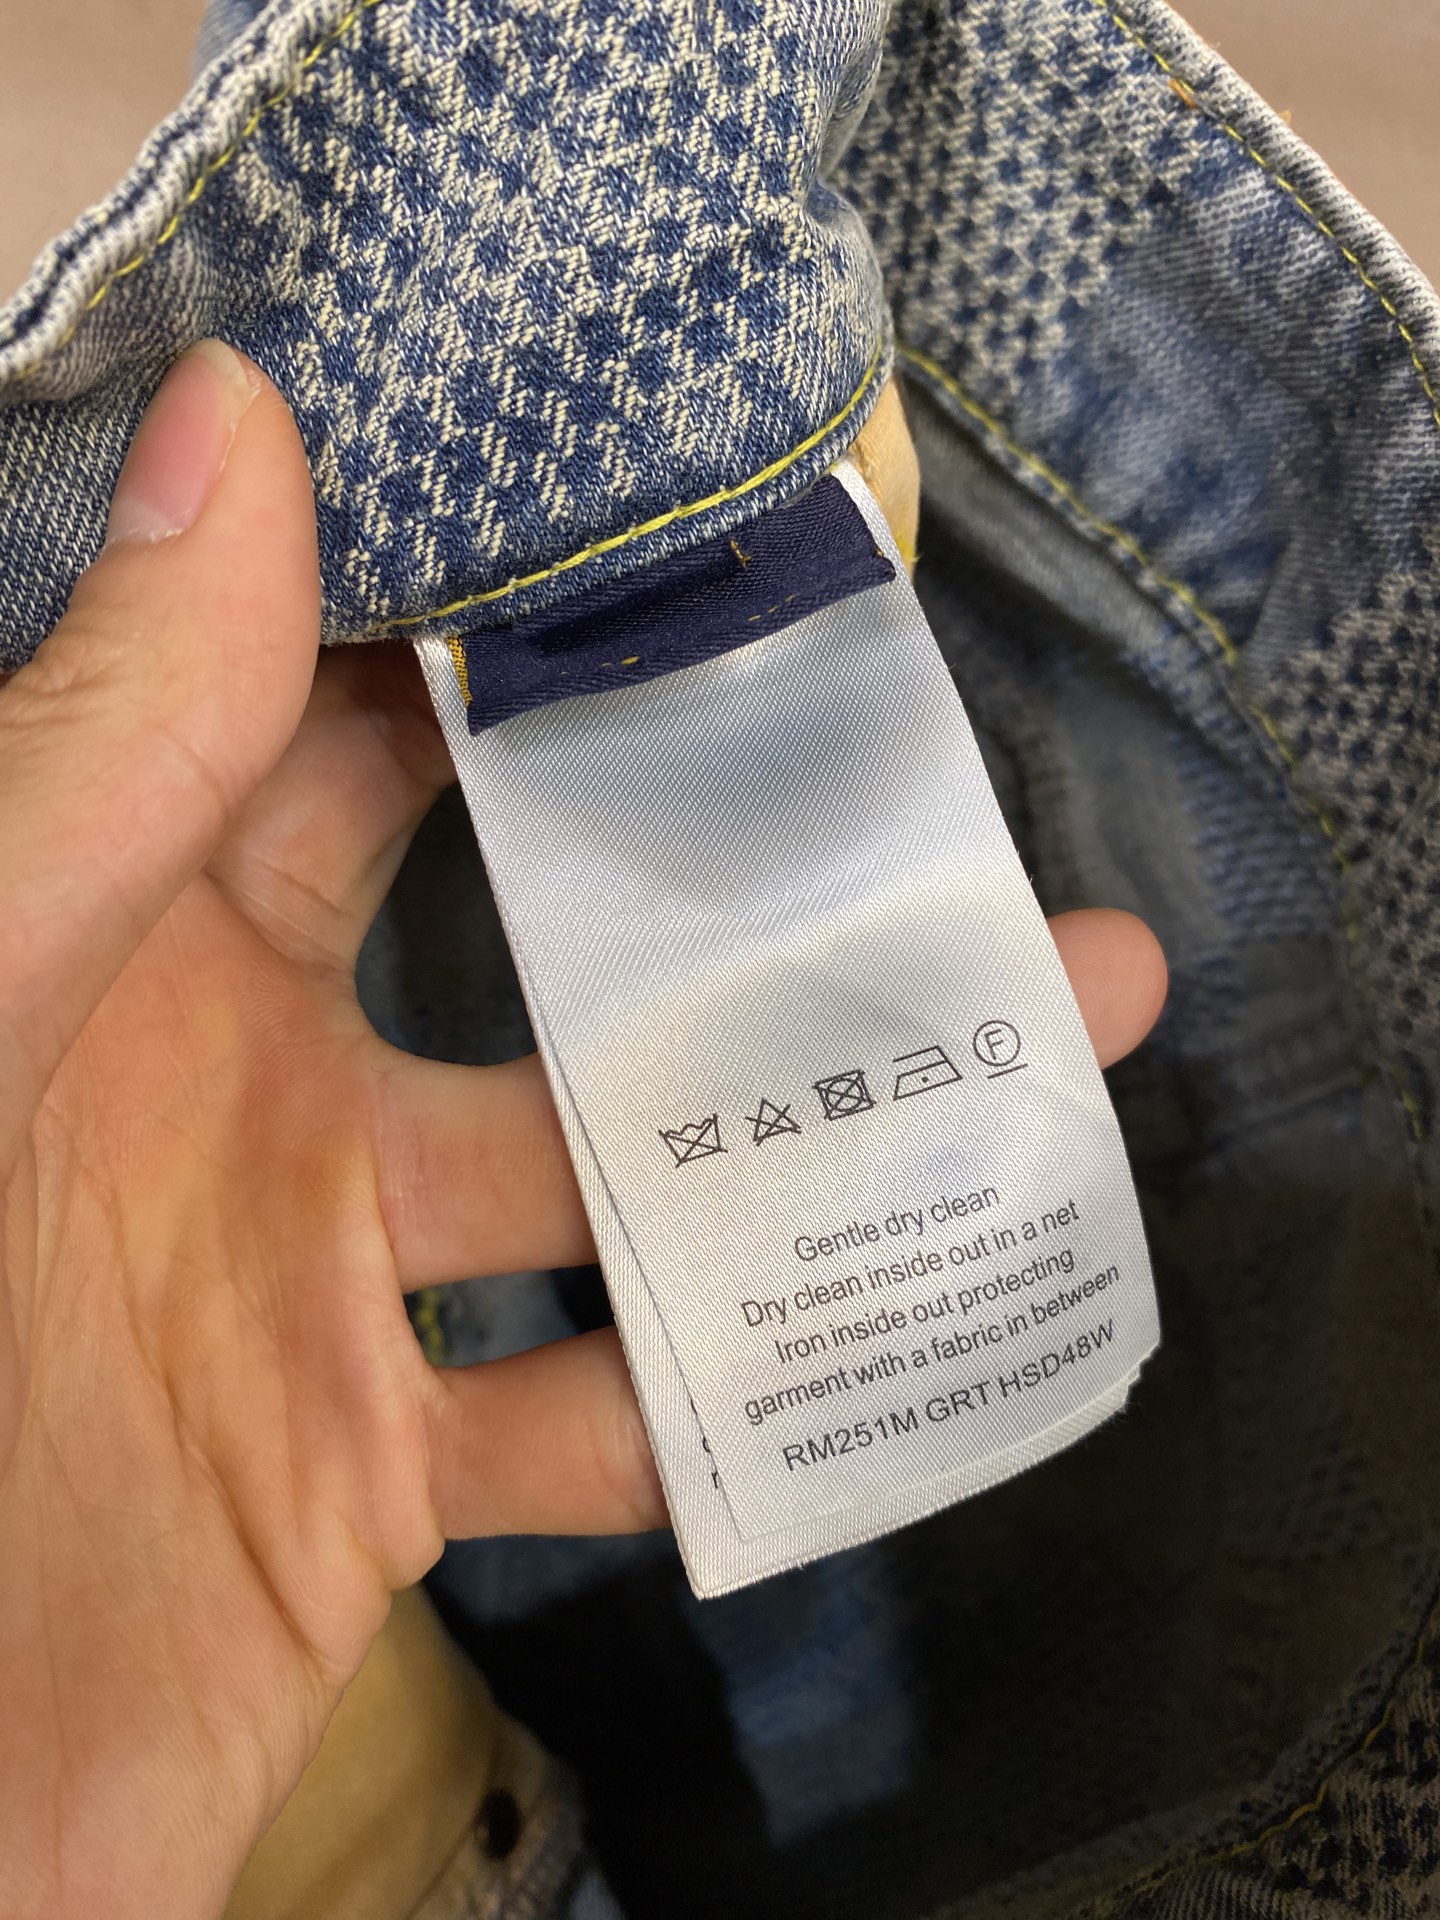 F
Gentle dry clean
Dry clean inside out in a net
Iron inside out protecting
garment with a fabric in between
RM251M GRT HSD48W